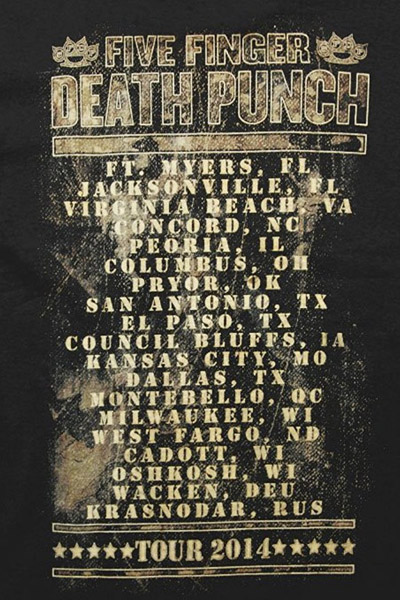 FIVE FINGER
DEATH PUNCH
FT. MYERS, FL
JACKSONVILLE, FL
VIRGINIA REACH, VA
CONCORD, NC
PEORIA, IL
COLUMBUS, OH
PRYOR, OK
SAN ANTONIO, TX
EL PASO, TX
COUNCIL BLUFFS, IA
KANSAS CITY, MO
DALLAS, TX
MONTEBELLO, QC
MILWAUKEE, WI
WEST FARGO, ND
CADOTT, WI
OSHKOSH, WI
WACKEN, DEU
KRASNODAR, RUS
★★★★★TOUR 2014★★★★★